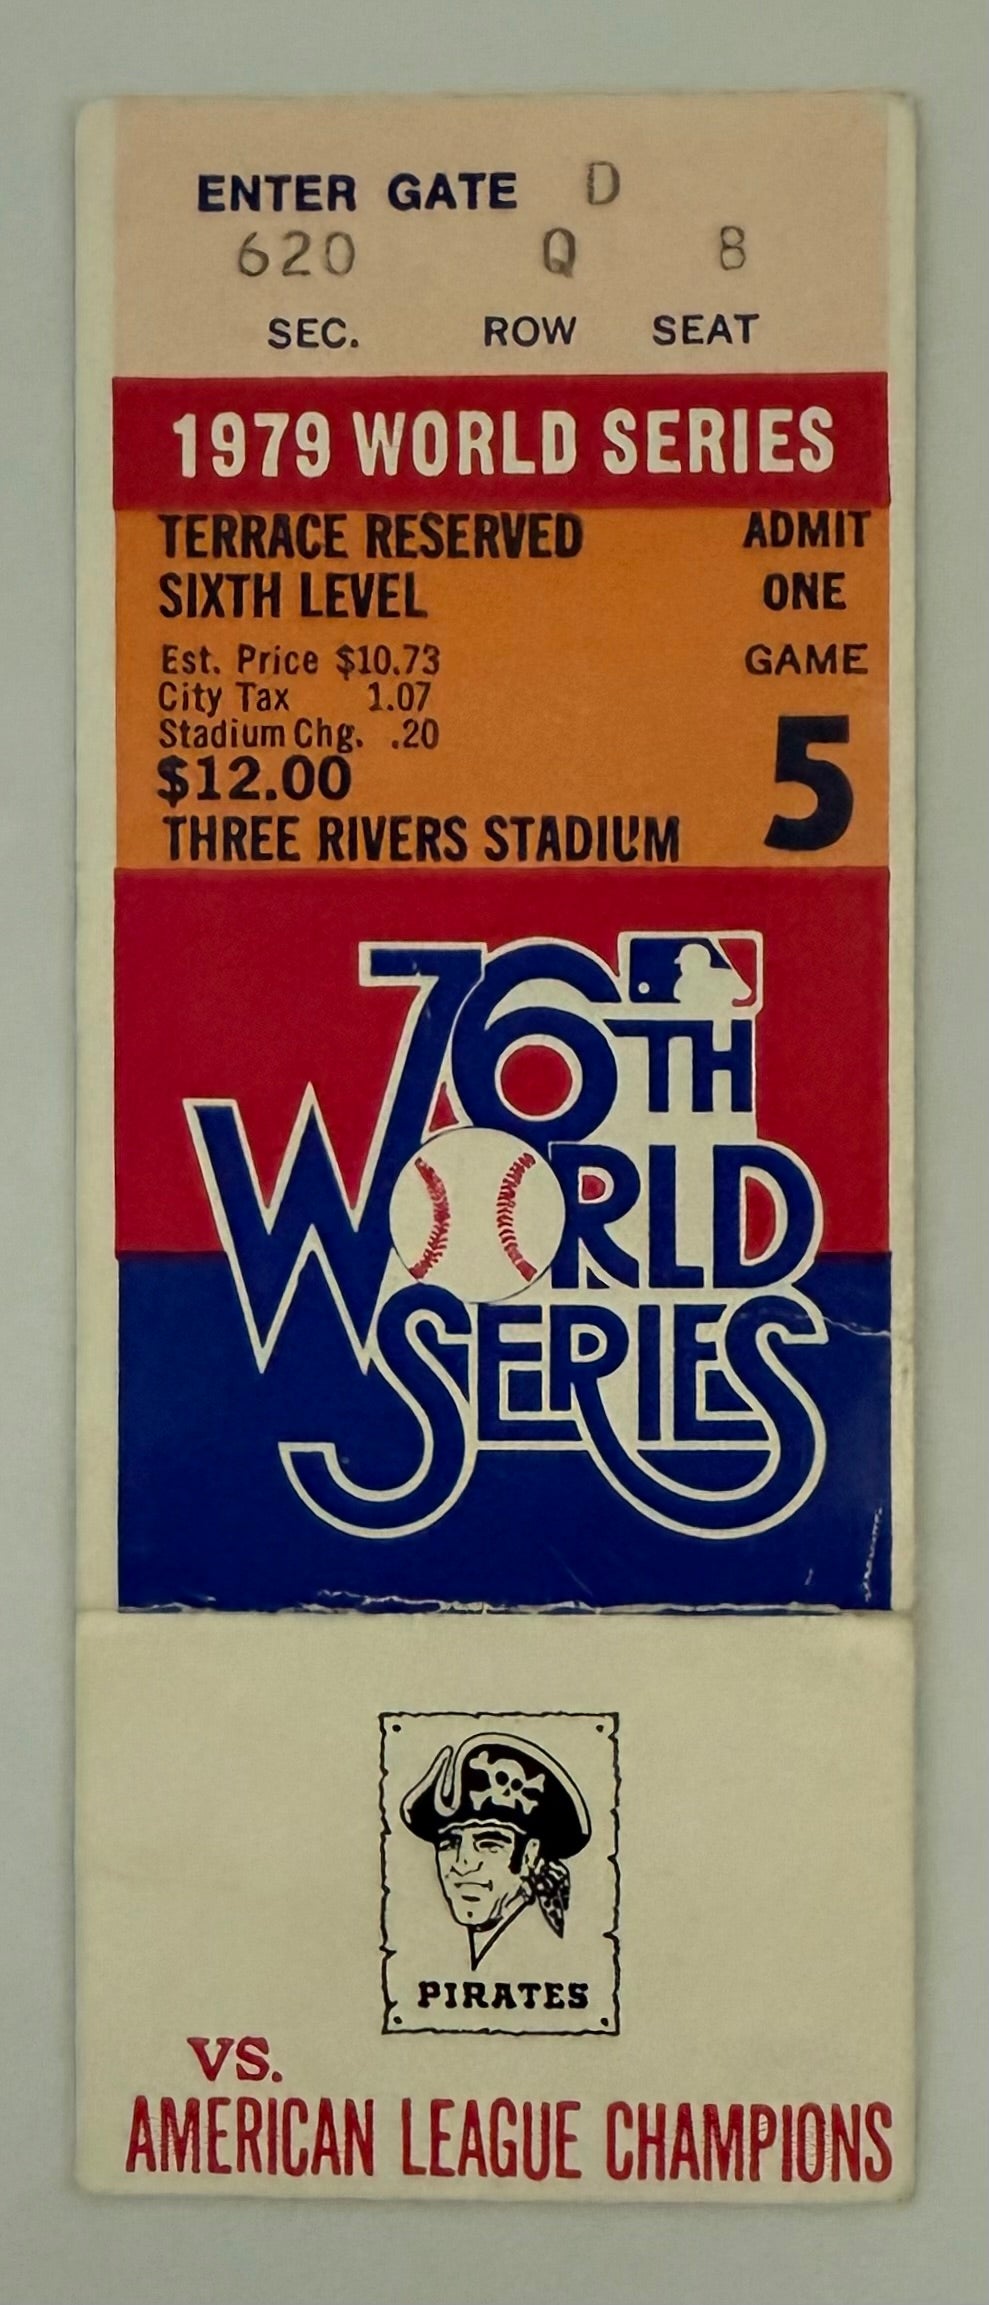 ENTER GATE D
620 Q 8
SEC. ROW SEAT
1979 WORLD SERIES
TERRACE RESERVED
SIXTH LEVEL
Est. Price $10.73
City Tax 1.07
Stadium Chg. .20
$12.00
THREE RIVERS STADIUM
ADMIT
ONE
GAME
5
76TH
WORLD
SERIES
PIRATES
VS.
AMERICAN LEAGUE CHAMPIONS